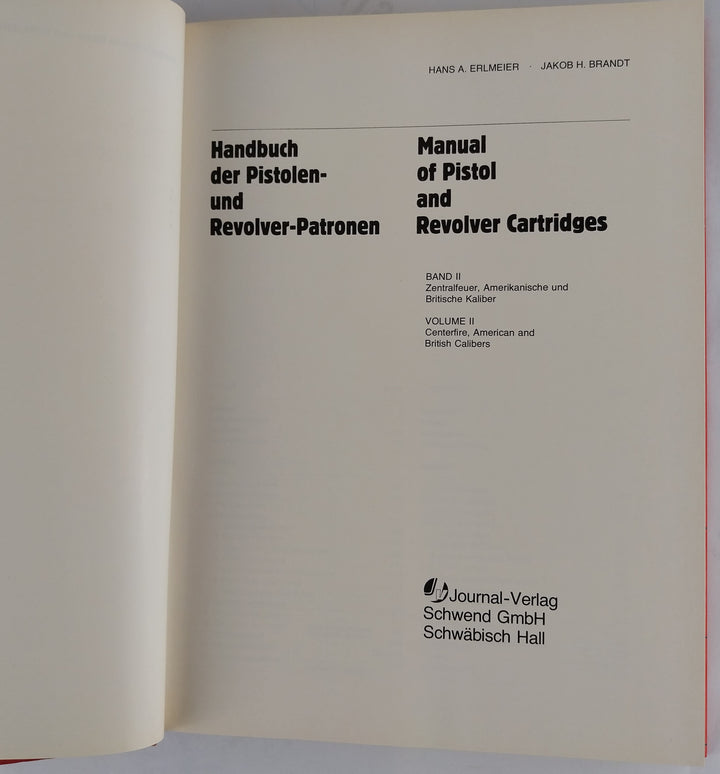 HANS A. ERLMEIER · JAKOB H. BRANDT
Handbuch
der Pistolen-
und
Revolver-Patronen
Manual
of Pistol
and
Revolver Cartridges
BAND II
Zentralfeuer, Amerikanische und
Britische Kaliber
VOLUME II
Centerfire, American and
British Calibers
Journal-Verlag
Schwend GmbH
Schwäbisch Hall